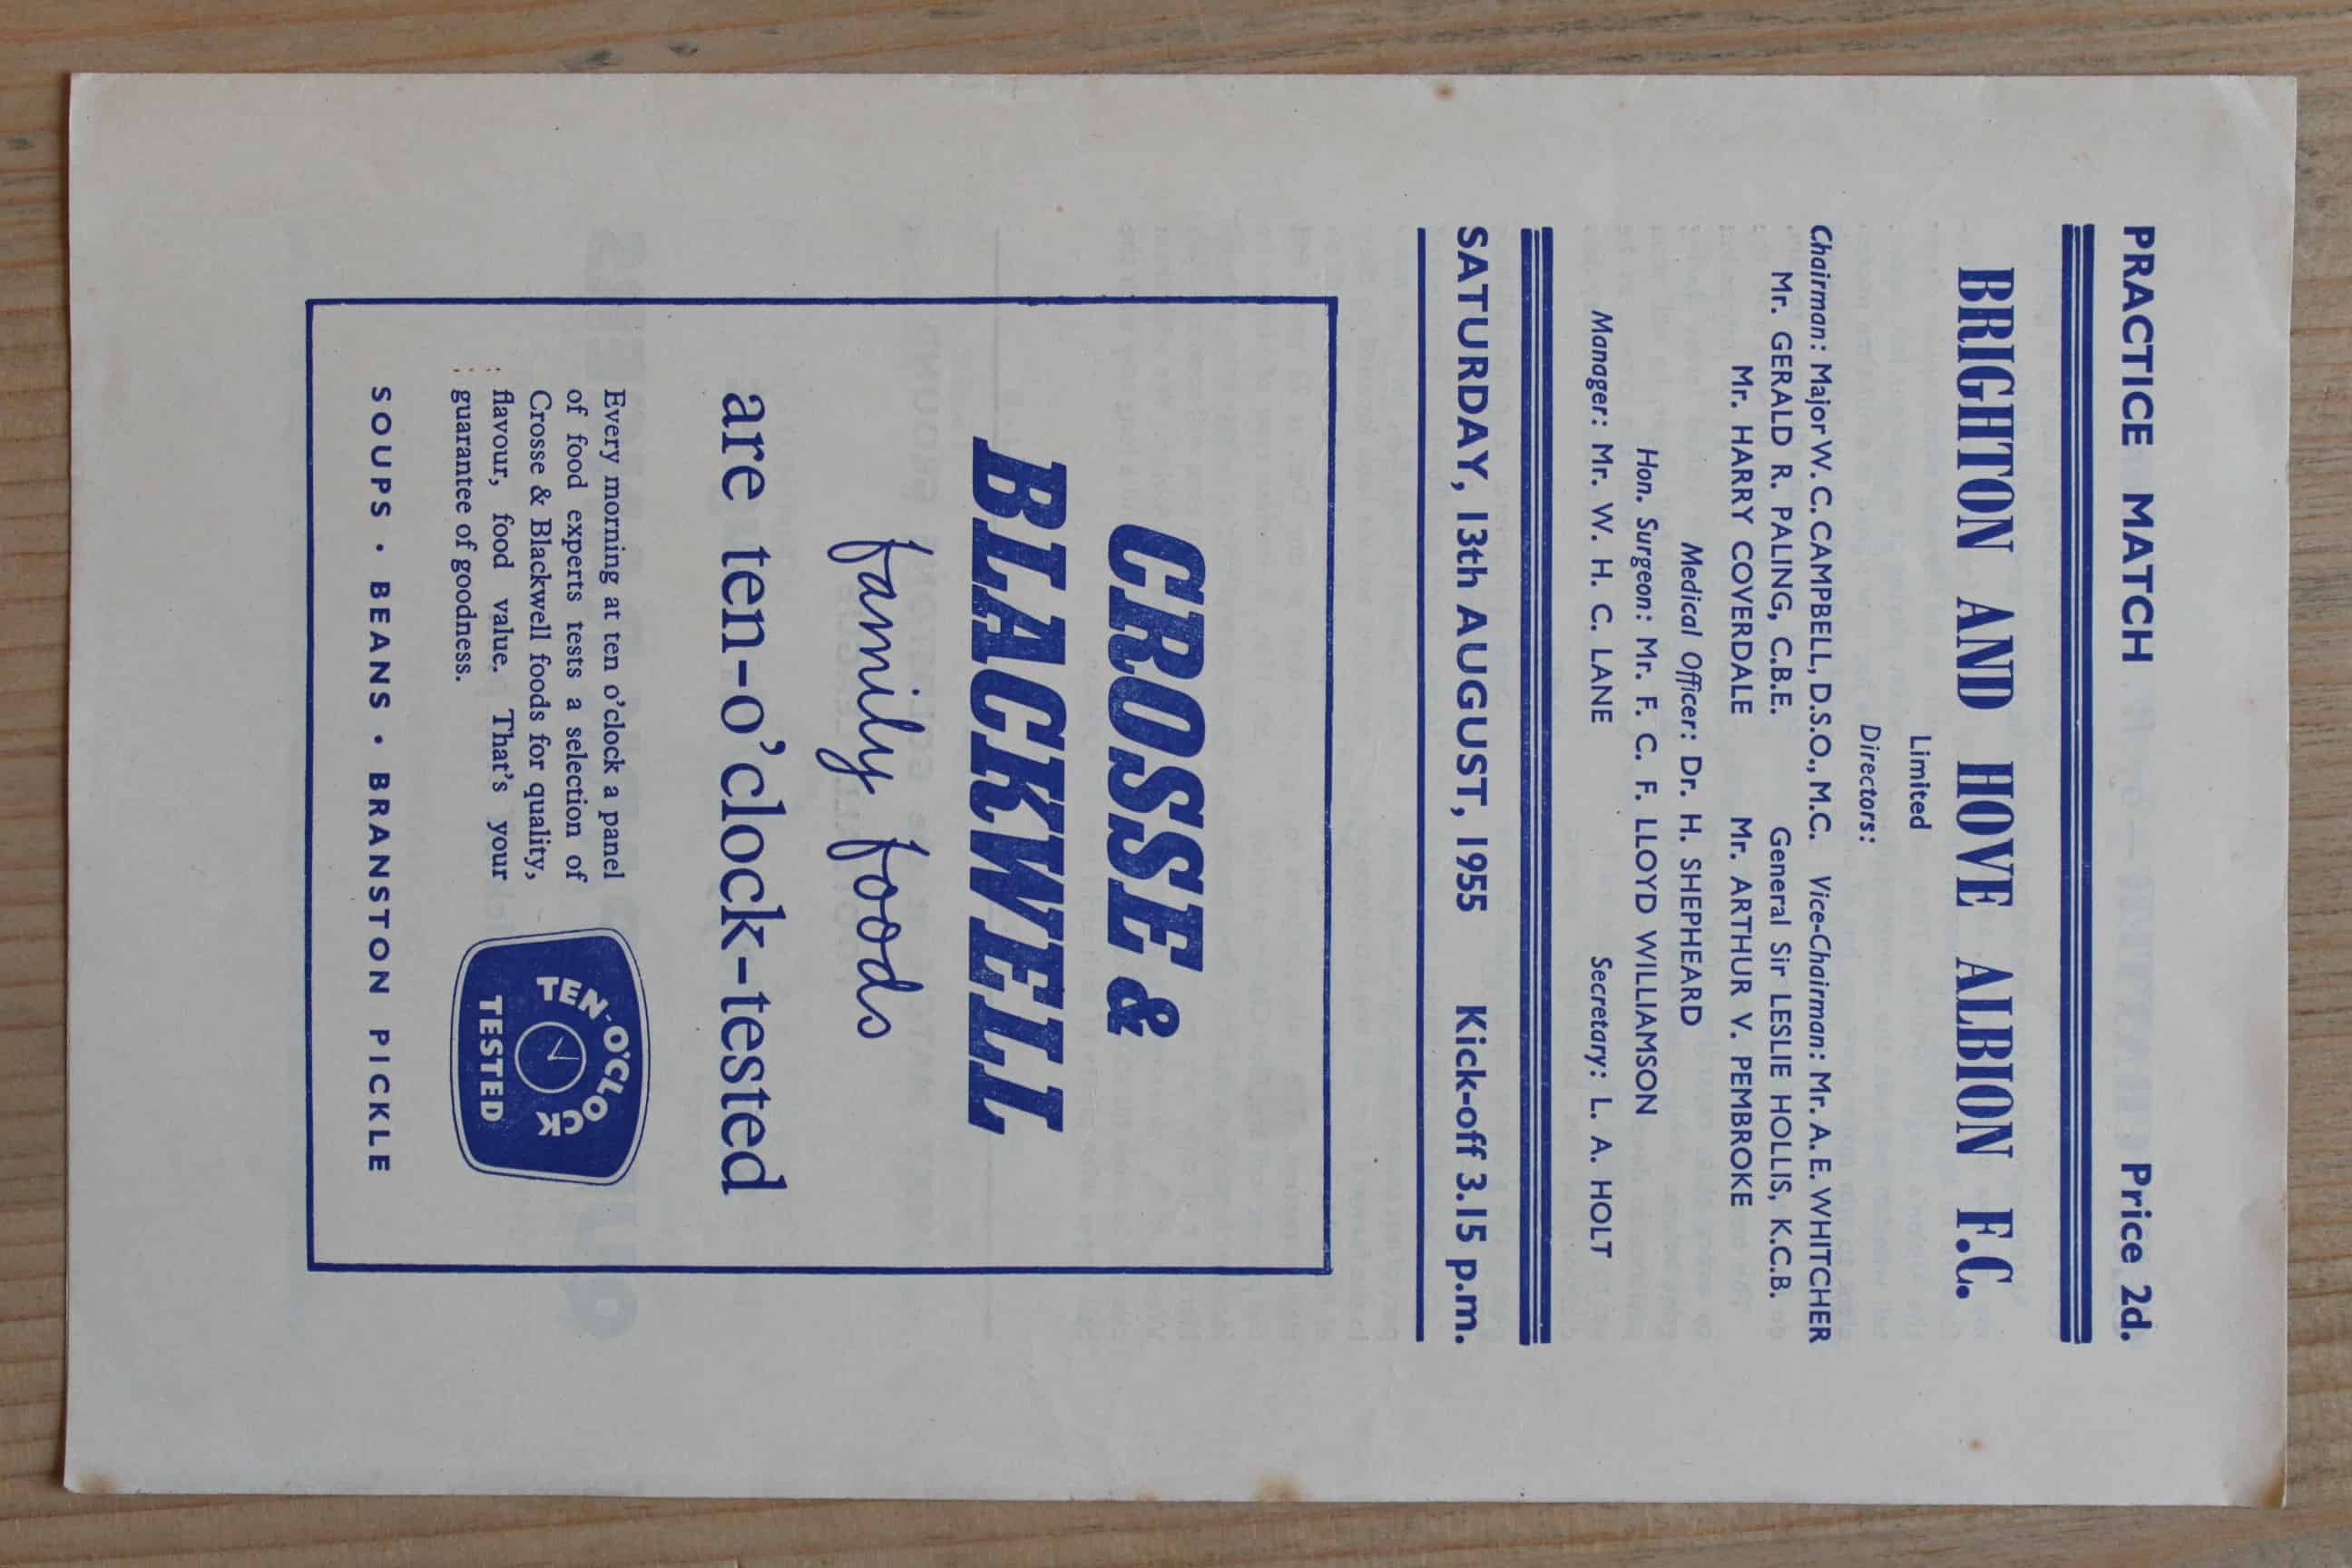 PRACTICE MATCH Price 2d.
BRIGHTON AND HOVE ALBION F.C.
Limited
Directors:
Chairman: Major W. C. CAMPBELL, D.S.O., M.C. Vice-Chairman: Mr. A. E. WHITCHER
Mr. GERALD R. PALING, C.B.E. General Sir LESLIE HOLLIS, K.C.B.
Mr. HARRY COVERDALE Mr. ARTHUR V. PEMBROKE
Medical Officer: Dr. H. SHEPHEARD
Hon. Surgeon: Mr. F. C. F. LLOYD WILLIAMSON
Manager: Mr. W. H. C. LANE Secretary: L. A. HOLT
SATURDAY, 13th AUGUST, 1955 Kick-off 3.15 p.m.
CROSSE &
BLACKWELL
family foods
are ten-o'clock-tested
Every morning at ten o'clock a panel
of food experts tests a selection of
Crosse & Blackwell foods for quality,
flavour, food value. That's your
guarantee of goodness.
TEN-O'CLOCK
TESTED
SOUPS • BEANS • BRANSTON PICKLE